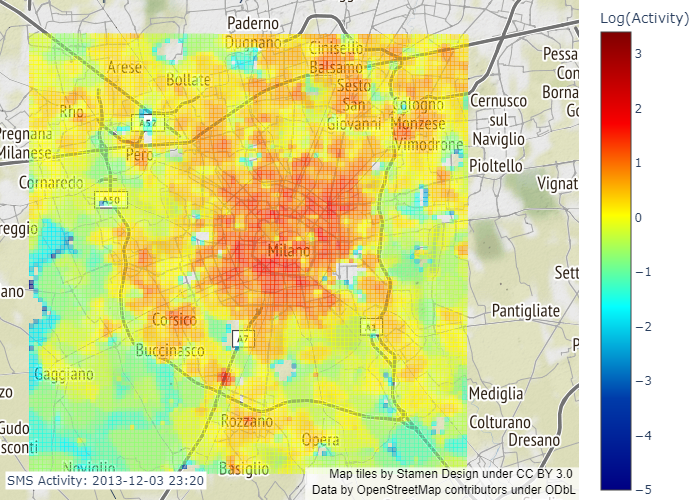 Paderno
Dugnano
Cinisello
Balsamo
Arese
Bollate
Sesto
San
Giovanni
Cologno
Monzese
Vimodrone
Pessa
Con
Borna
Go
Cernusco
sul
Naviglio
Rho
A52
Pregnana
Milanese
Pero
Pioltello
Cornaredo
Vignat
A50
reggio
Milano
Sett
ano
Pantigliate
Corsico
A1
A7
P
Buccinasco
Gaggiano
zo
Mediglia
Rozzano
Colturano
Gudo
sconti
Opera
Dresano
Noviglio
Basiglio
SMS Activity: 2013-12-03 23:20
Map tiles by Stamen Design under CC BY 3.0
Data by OpenStreetMap contributors under ODbL
Log(Activity)
3
2
1
0
−1
−2
−3
−4
−5